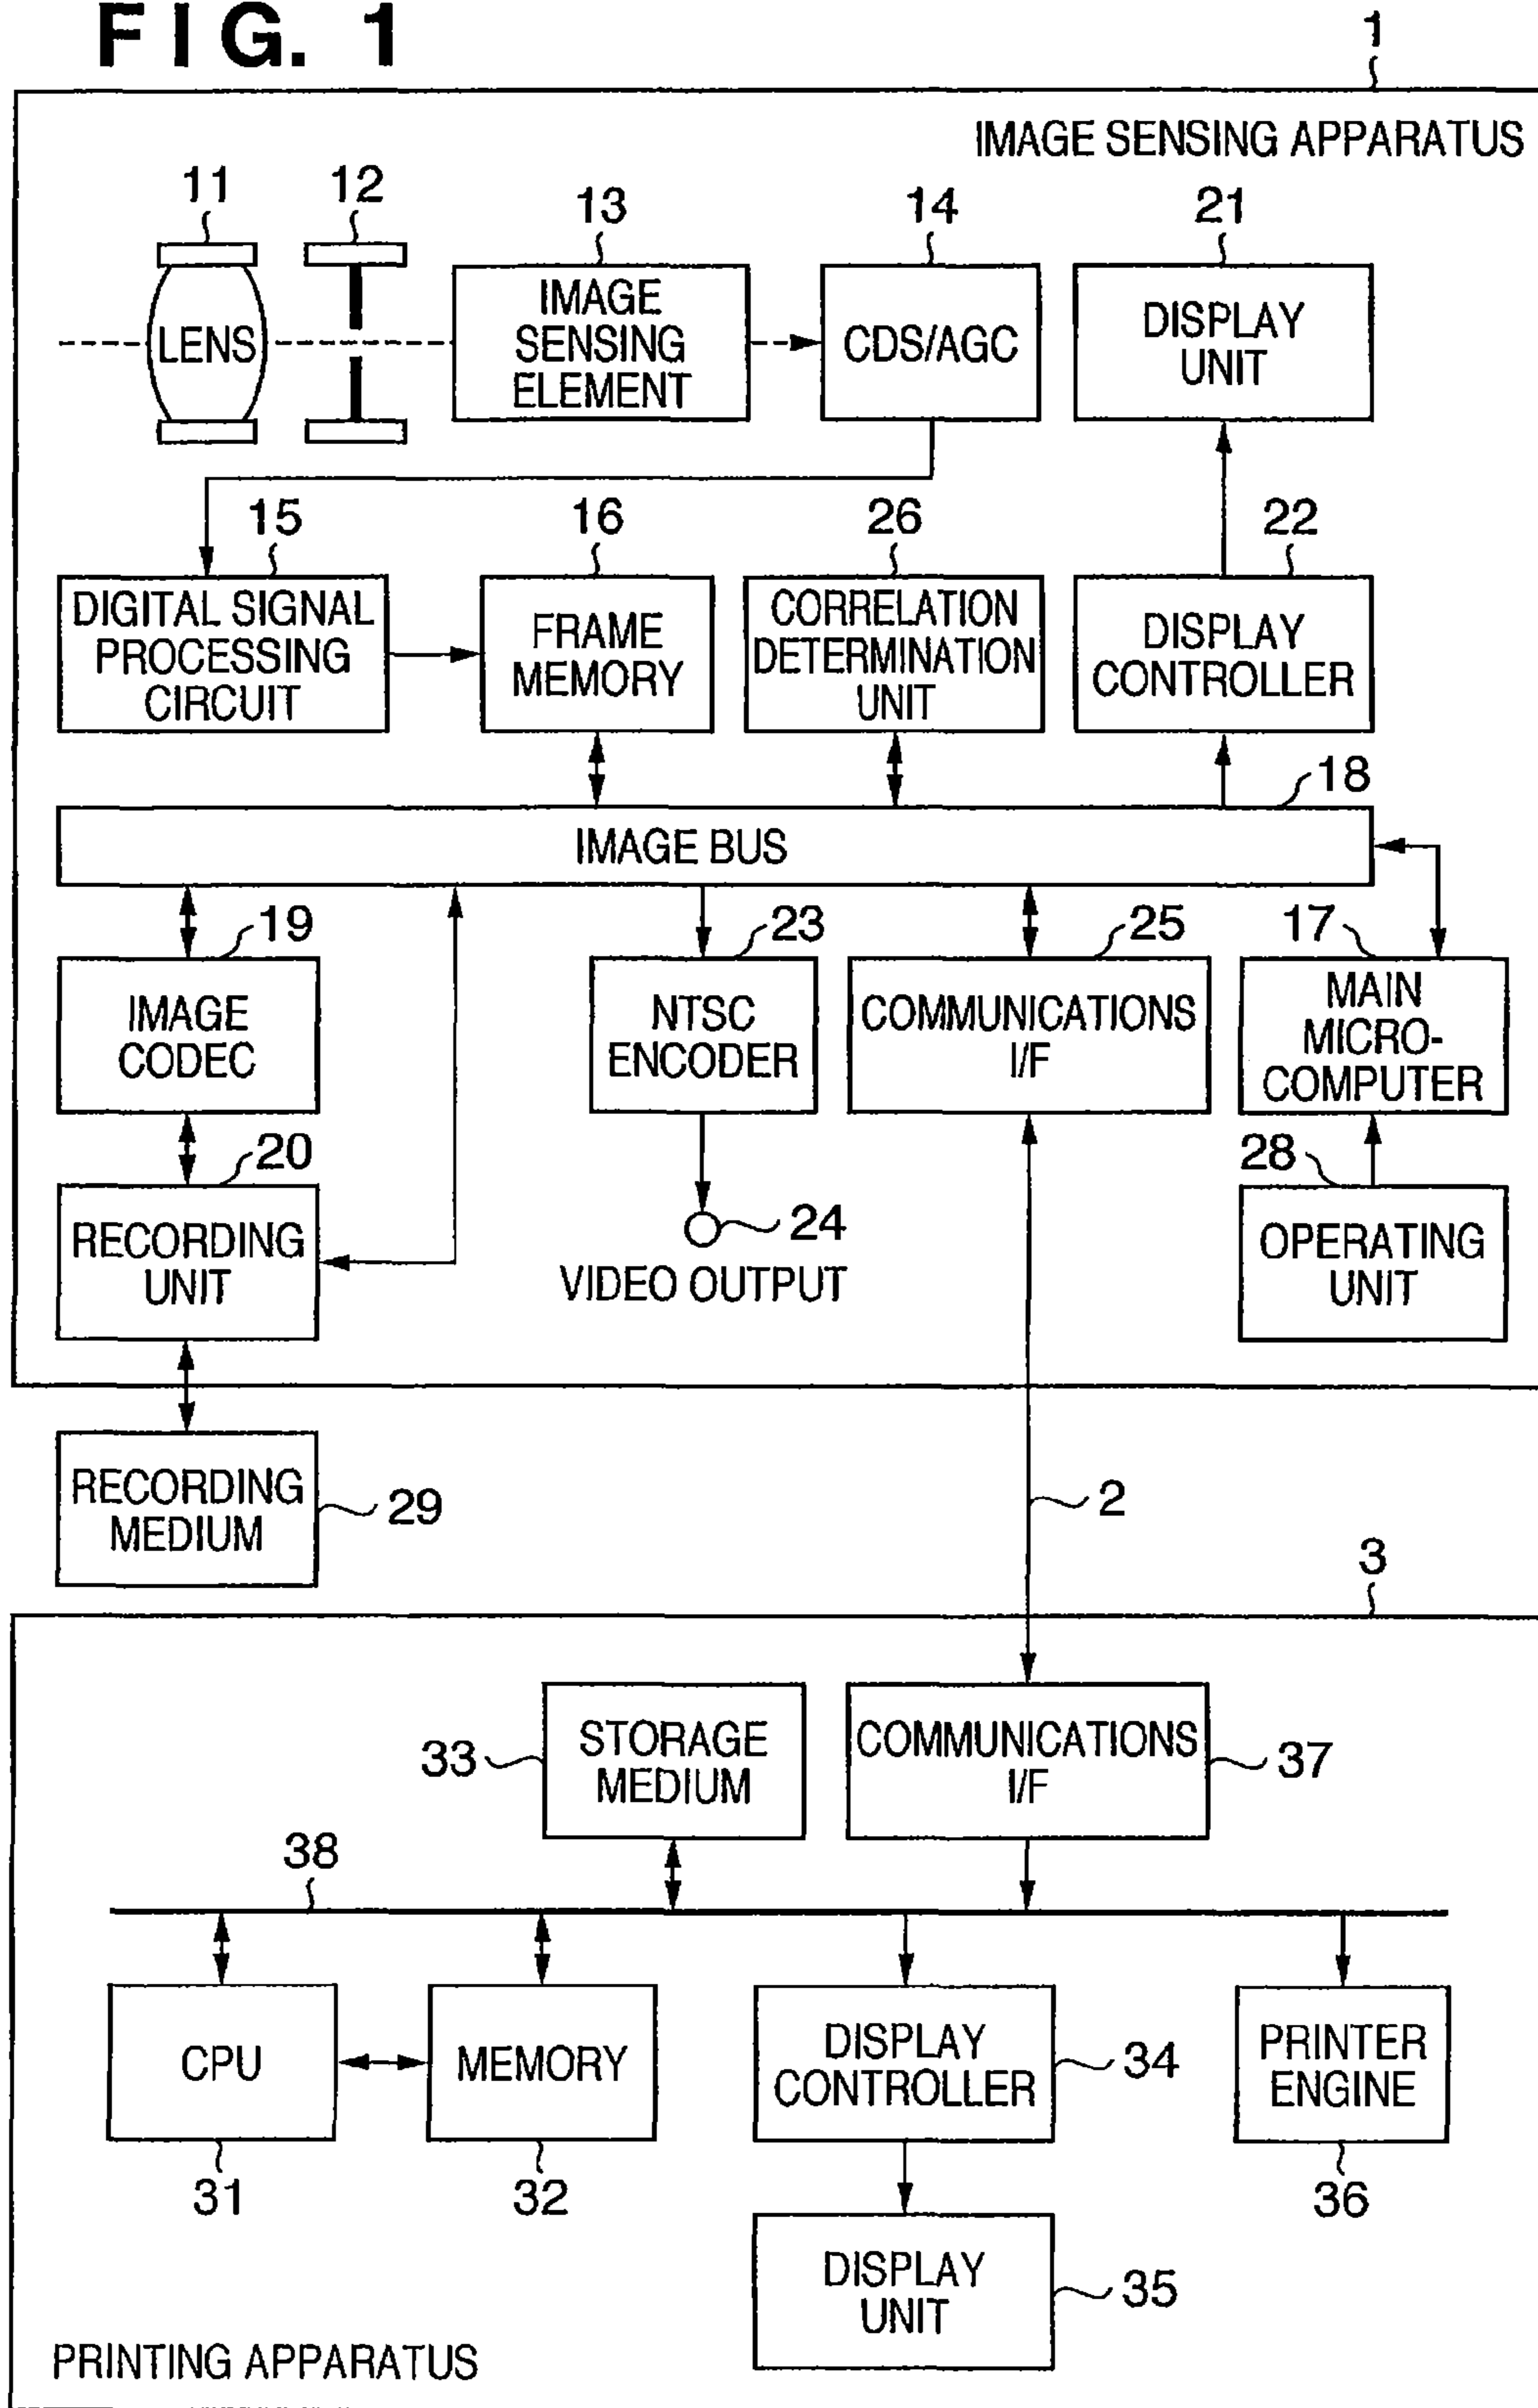 FIG. 1
1
IMAGE SENSING APPARATUS
11
12
13
14
21
LENS
IMAGE
SENSING
ELEMENT
CDS/AGC
DISPLAY
UNIT
15
16
26
22
DIGITAL SIGNAL
PROCESSING
CIRCUIT
FRAME
MEMORY
CORRELATION
DETERMINATION
UNIT
DISPLAY
CONTROLLER
18
IMAGE BUS
19
23
25
17
IMAGE
CODEC
NTSC
ENCODER
COMMUNICATIONS
I/F
MAIN
MICRO-
COMPUTER
20
28
RECORDING
UNIT
24
VIDEO OUTPUT
OPERATING
UNIT
RECORDING
MEDIUM
29
2
3
33
STORAGE
MEDIUM
COMMUNICATIONS
I/F
37
38
CPU
MEMORY
DISPLAY
CONTROLLER
34
PRINTER
ENGINE
31
32
36
DISPLAY
UNIT
35
PRINTING APPARATUS